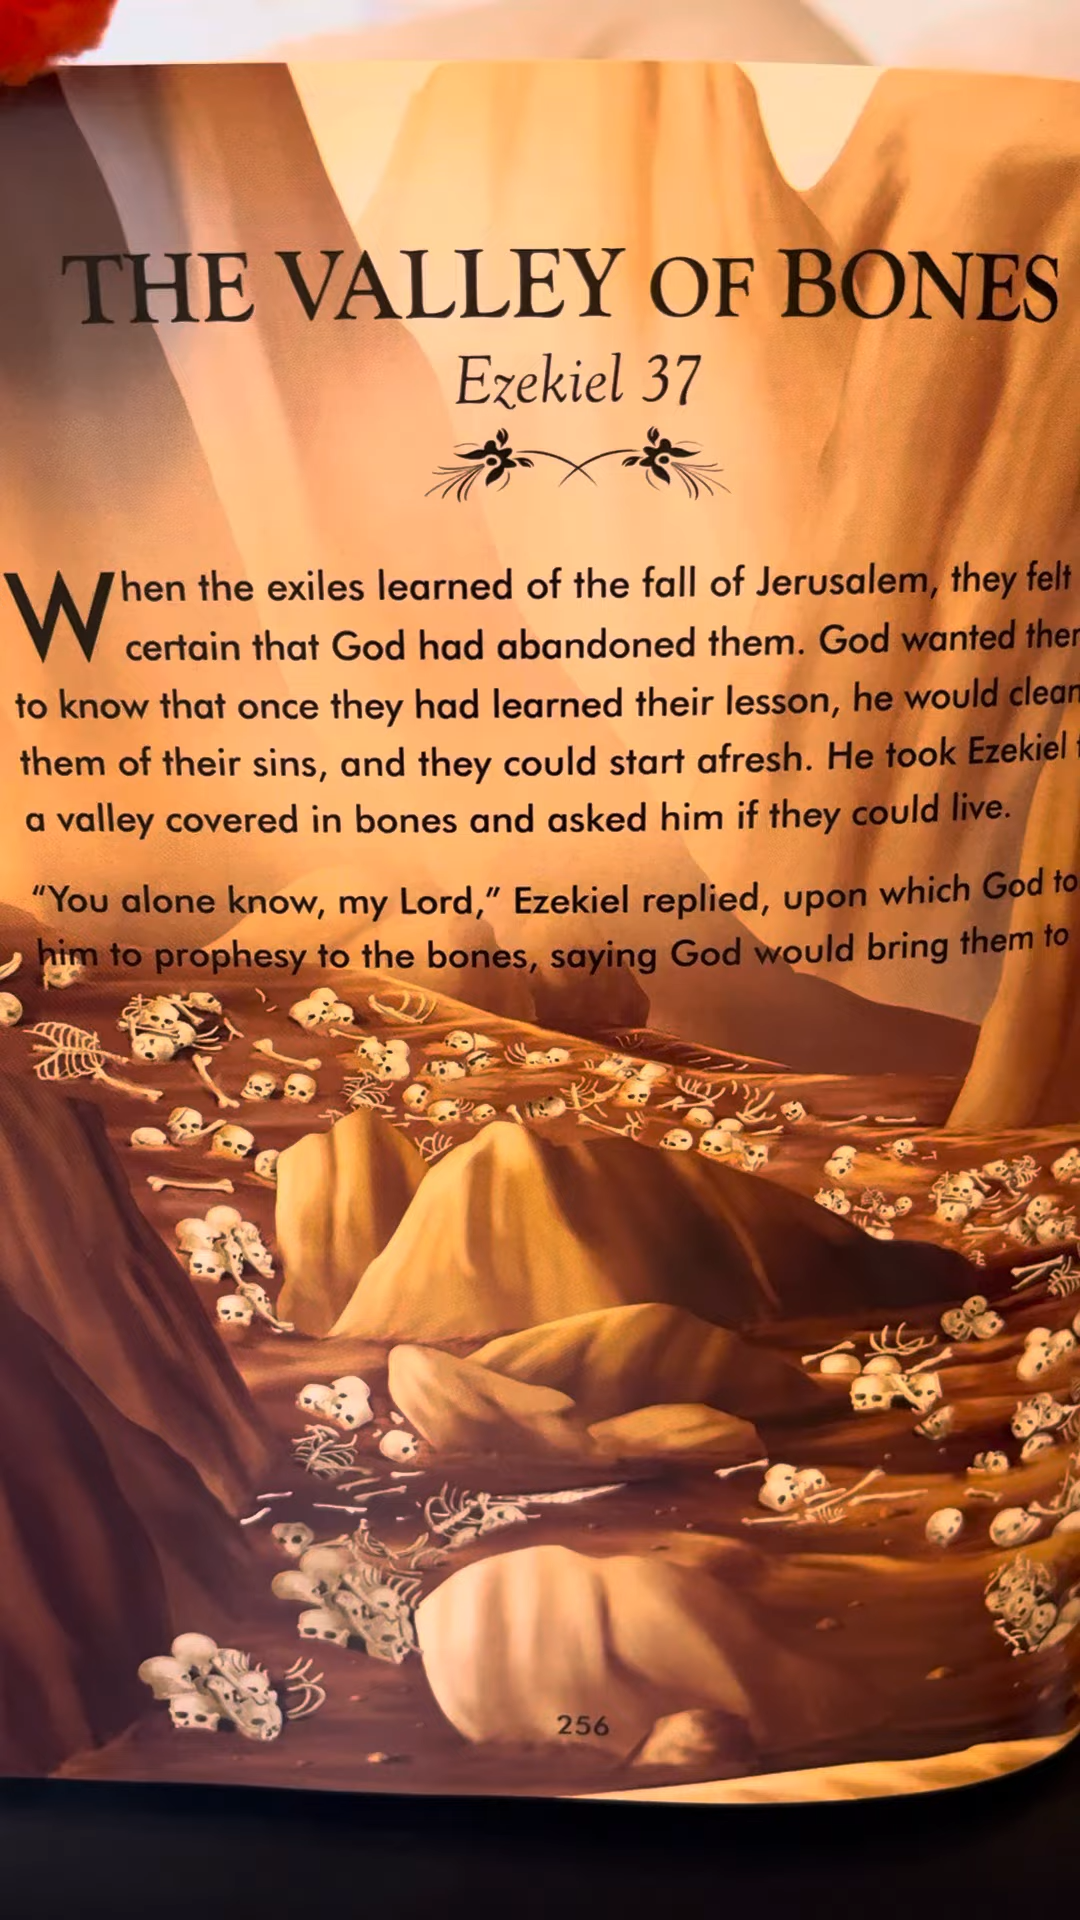 THE VALLEY OF BONES
Ezekiel 37
When the exiles learned of the fall of Jerusalem, they felt
certain that God had abandoned them. God wanted
to know that once they had learned their lesson, he would
them of their sins, and they could start afresh. He took Ezekiel
a valley covered in bones and asked him if they could live.
“You alone know, my Lord,” Ezekiel replied, upon which God
him to prophesy to the bones, saying God would bring them to
256